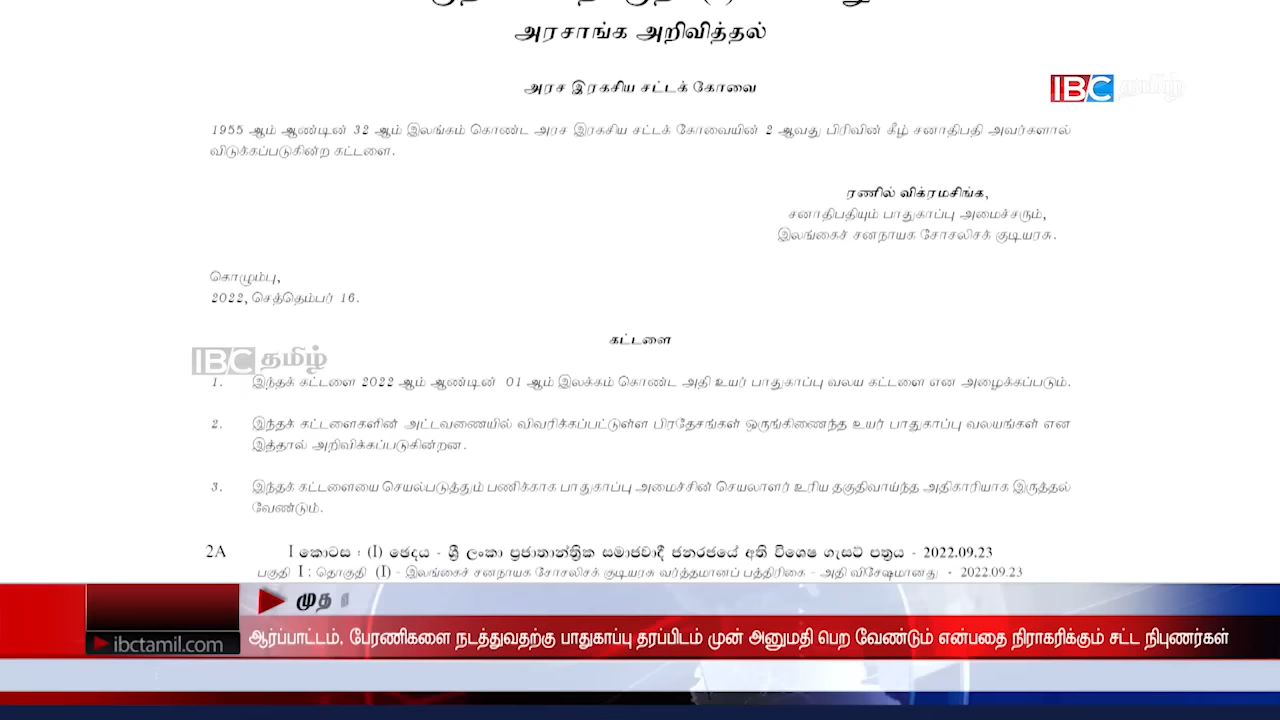 அரசாங்க அறிவித்தல்
அரச இரகசிய சட்டக் கோவை
IBC தமிழ்
1955 ஆம் ஆண்டின் 32 ஆம் இலங்கம் கொண்ட அரச இரகசிய சட்டக் கோவையின் 2 ஆவது பிரிவின் கீழ் சனாதிபதி அவர்களால்
விடுக்கப்படுகின்ற கட்டளை.
ரணில் விக்ரமசிங்க,
சனாதிபதியும் பாதுகாப்பு அமைச்சரும்,
இலங்கைச் சனநாயக சோசலிசக் குடியரசு.
கொழும்பு,
2022, செத்தெம்பர் 16.
கட்டளை
IBC தமிழ்
1. இந்தக் கட்டளை 2022 ஆம் ஆண்டின் 01 ஆம் இலக்கம் கொண்ட அதி உயர் பாதுகாப்பு வலய கட்டளை என அழைக்கப்படும்.
2. இந்தக் கட்டளைகளின் அட்டவணையில் விவரிக்கப்பட்டுள்ள பிரதேசங்கள் ஒருங்கிணைந்த உயர் பாதுகாப்பு வலயங்கள் என
இத்தால் அறிவிக்கப்படுகின்றன.
3. இந்தக் கட்டளையை செயல்படுத்தும் பணிக்காக பாதுகாப்பு அமைச்சின் செயலாளர் உரிய தகுதிவாய்ந்த அதிகாரியாக இருத்தல்
வேண்டும்.
2A I කොටස : (I) ඡෙදය - ශ්‍රී ලංකා ප්‍රජාතාන්ත්‍රික සමාජවාදී ජනරජයේ අති විශෙෂ ගැසට් පත්‍රය - 2022.09.23
பகுதி I : தொகுதி (I) - இலங்கைச் சனநாயக சோசலிசக் குடியரசு வர்த்தமானப் பத்திரிகை - அதி விசேஷமானது - 2022.09.23
முத
ibctamil.com
ஆர்ப்பாட்டம், பேரணிகளை நடத்துவதற்கு பாதுகாப்பு தரப்பிடம் முன் அனுமதி பெற வேண்டும் என்பதை நிராகரிக்கும் சட்ட நிபுணர்கள்